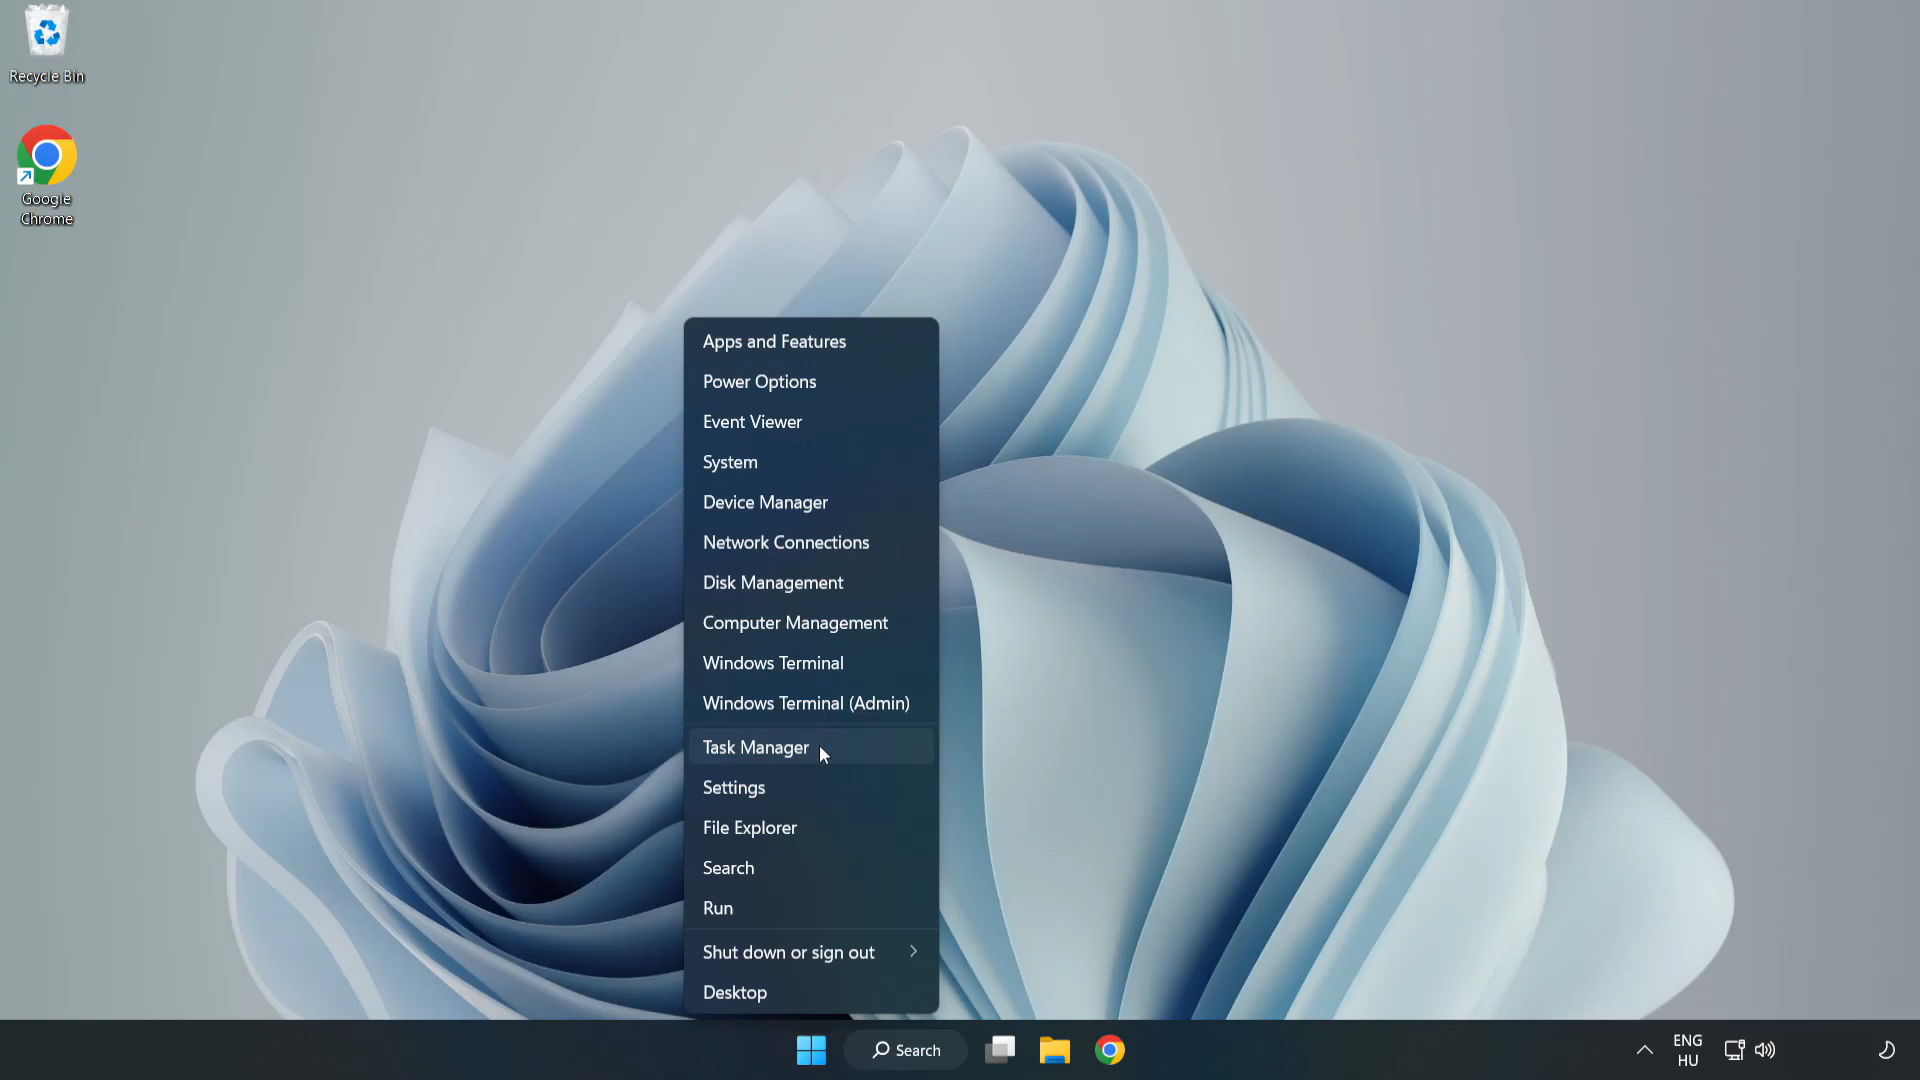 Recycle Bin
Google
Chrome
Apps and Features
Power Options
Event Viewer
System
Device Manager
Network Connections
Disk Management
Computer Management
Windows Terminal
Windows Terminal (Admin)
Task Manager
Settings
File Explorer
Search
Run
Shut down or sign out
Desktop
Search
ENG
HU